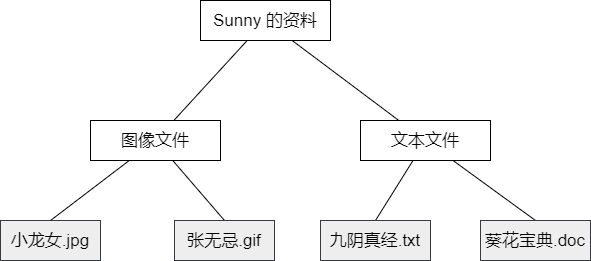 Sunny 的资料
图像文件
文本文件
小龙女.jpg
张无忌.gif
九阴真经.txt
葵花宝典.doc